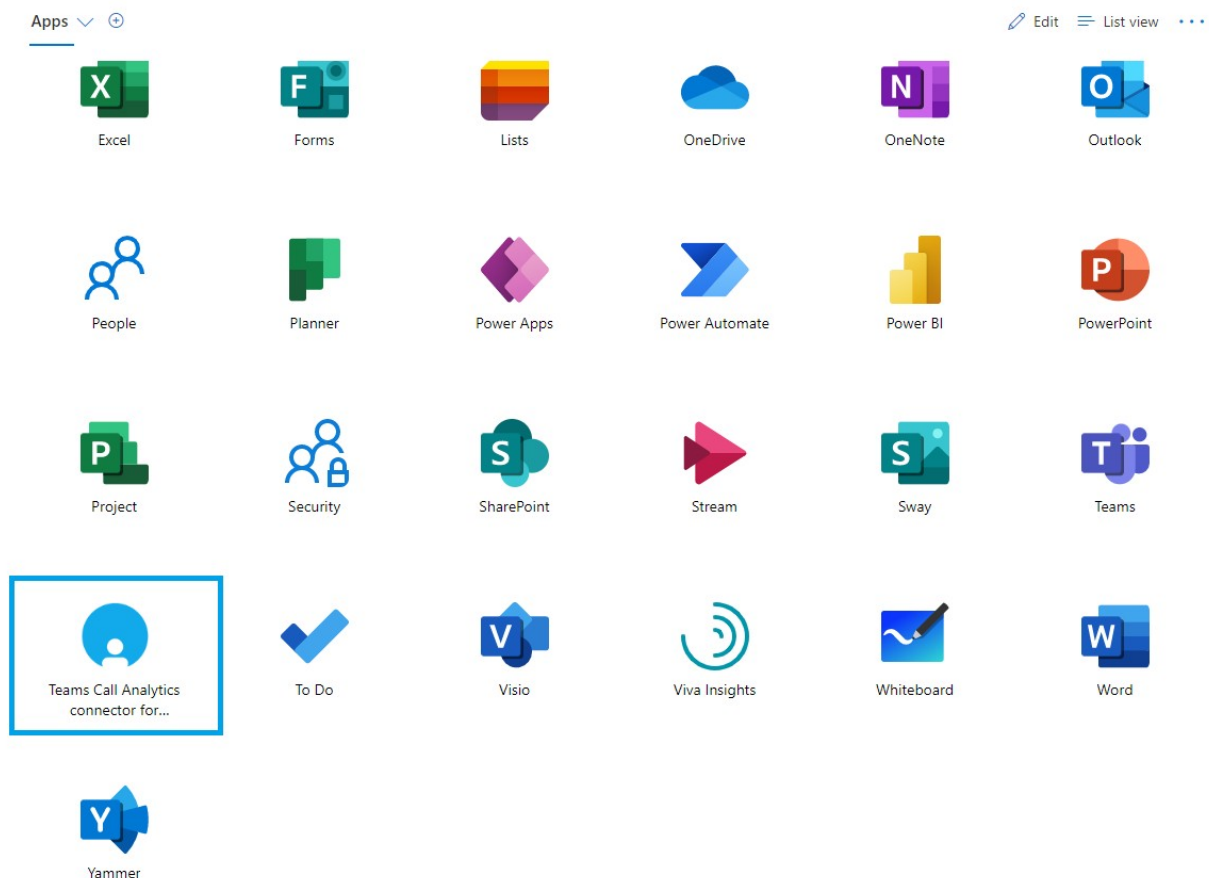 Apps
Edit List view
X F N O
Excel Forms Lists OneDrive OneNote Outlook
P
People Planner Power Apps Power Automate Power BI PowerPoint
P S S T
Project Security SharePoint Stream Sway Teams
V W
Teams Call Analytics To Do Visio Viva Insights Whiteboard Word
connector for...
Y
Yammer